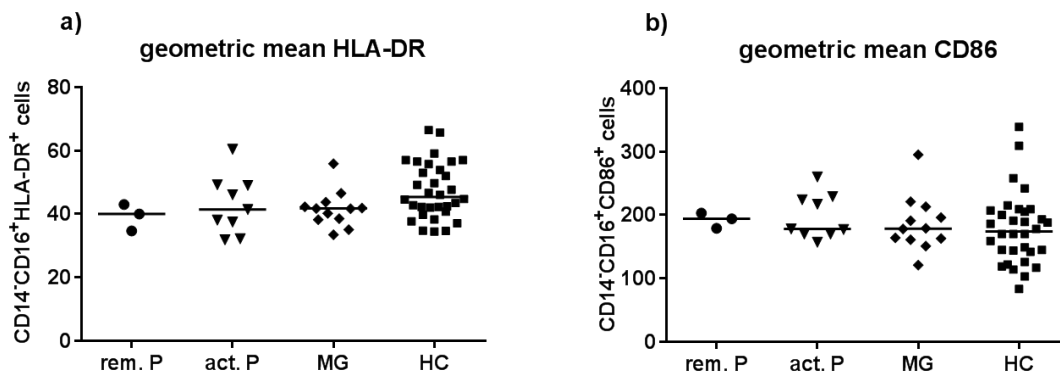 a)
geometric mean HLA-DR
CD14⁻CD16⁺HLA-DR⁺ cells
80
60
40
20
0
rem. P
act. P
MG
HC
b)
geometric mean CD86
CD14⁻CD16⁺CD86⁺ cells
400
300
200
100
0
rem. P
act. P
MG
HC